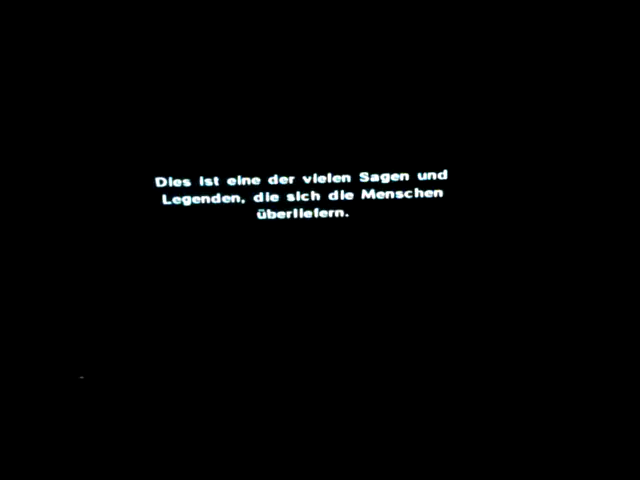 Dies ist eine der vielen Sagen und
Legenden, die sich die Menschen
überliefern.